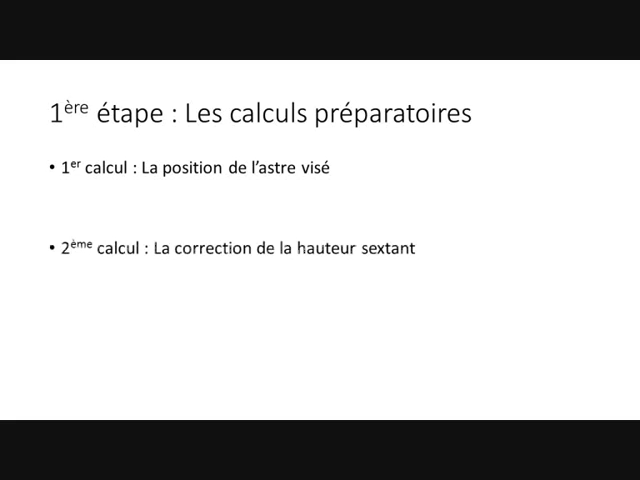 1ère étape : Les calculs préparatoires
• 1er calcul : La position de l’astre visé
• 2ème calcul : La correction de la hauteur sextant